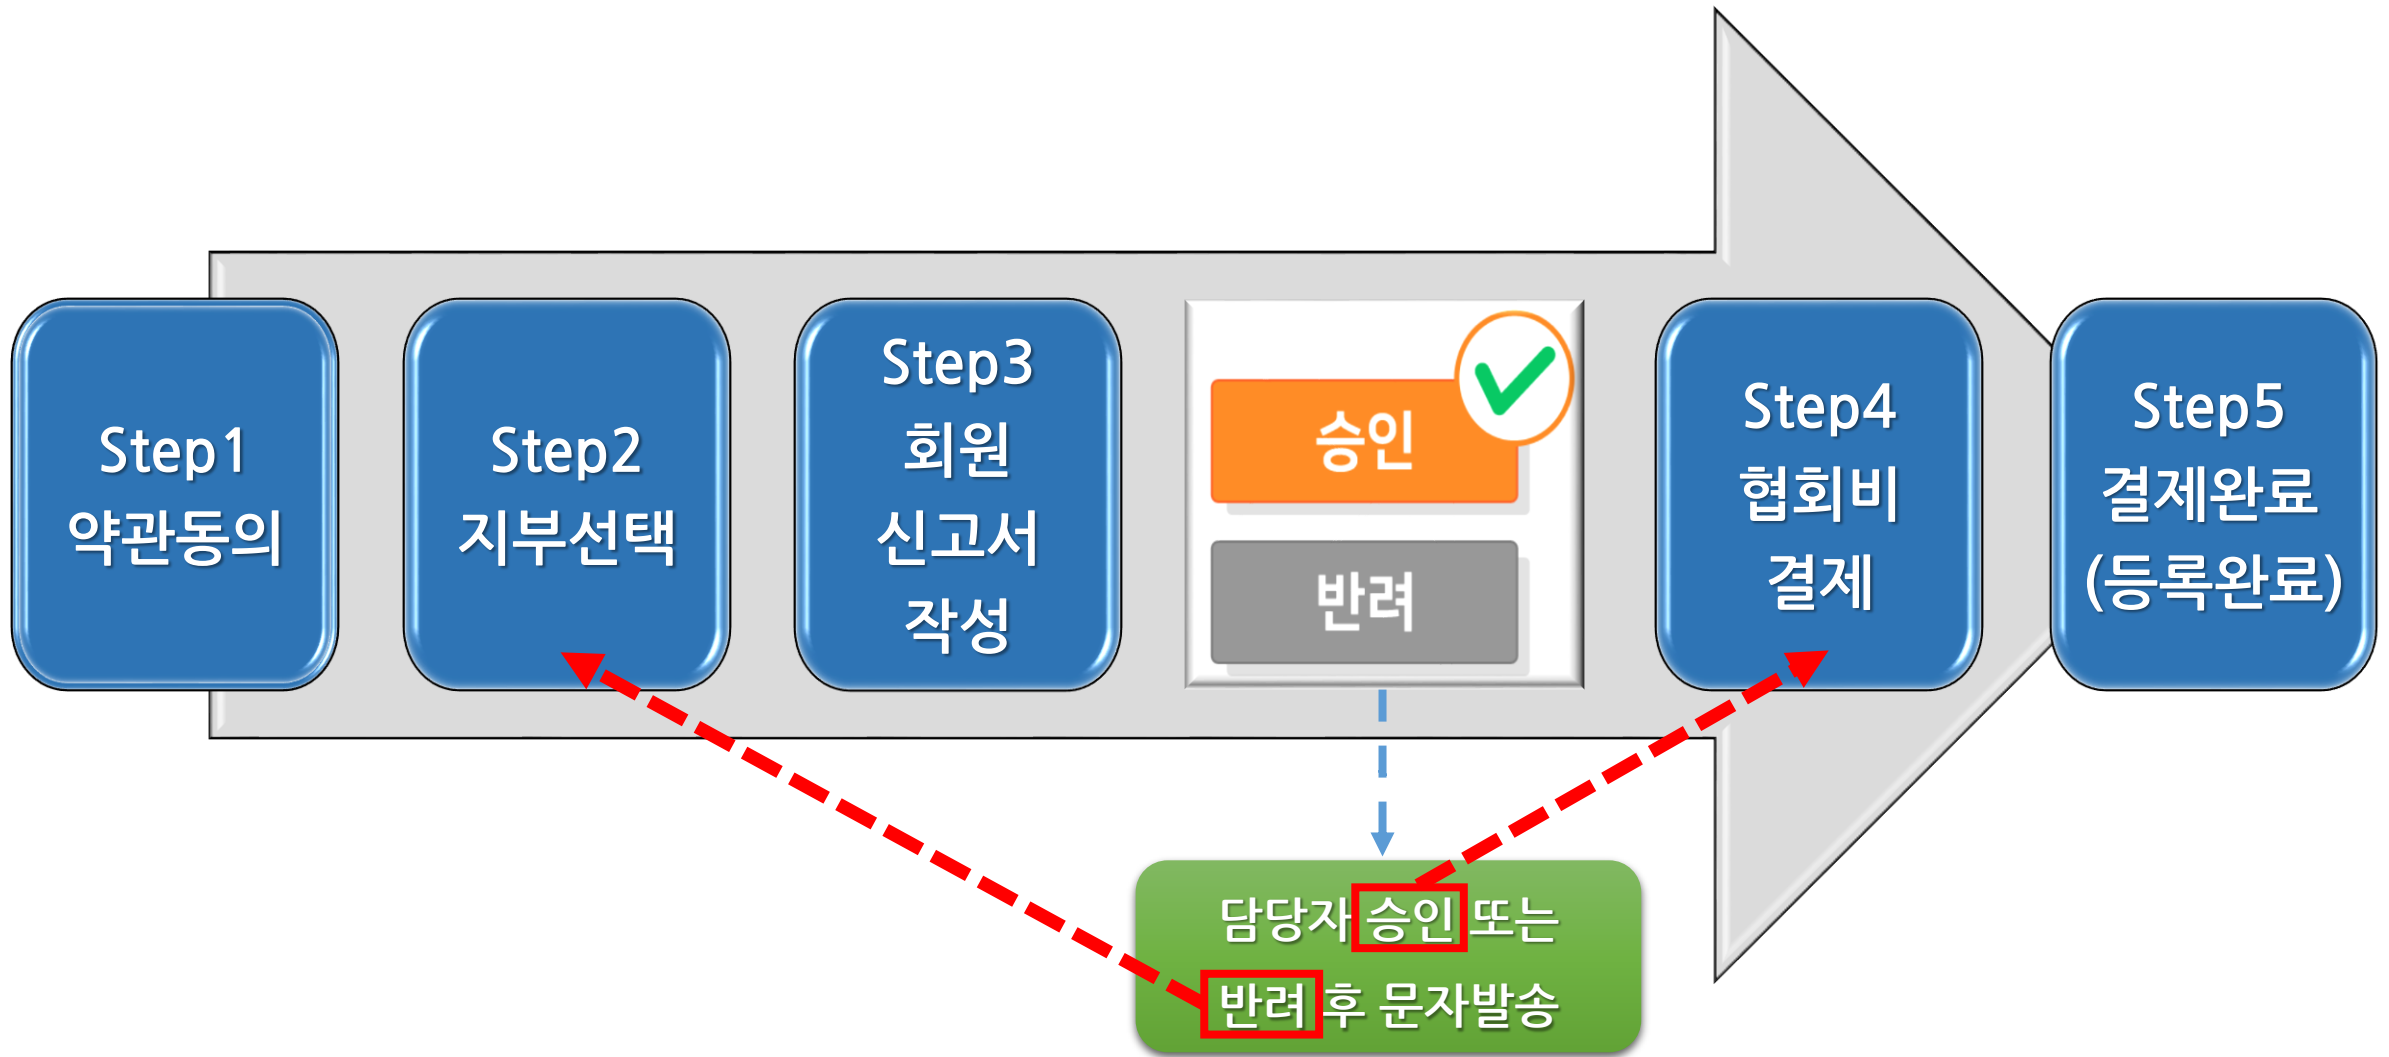 Step1
약관동의
Step2
지부선택
Step3
회원
신고서
작성
승인
반려
Step4
협회비
결제
Step5
결제완료
(등록완료)
담당자 승인 또는
반려 후 문자발송